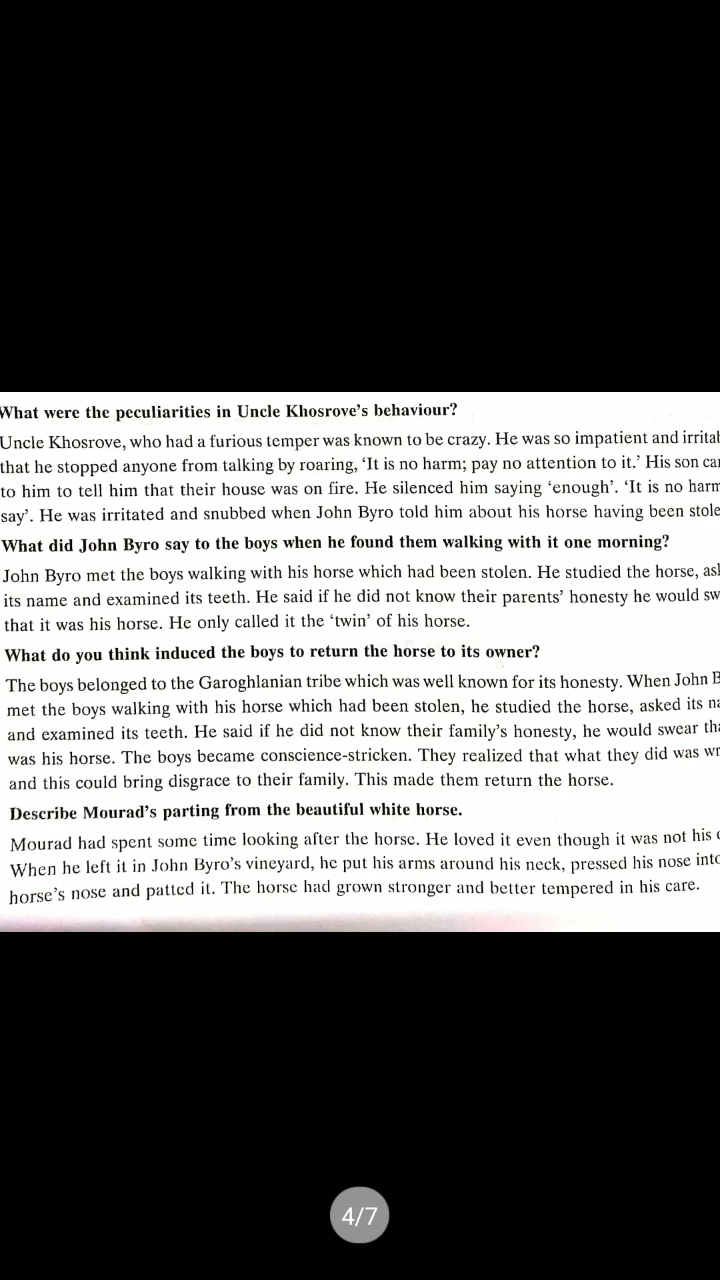 What were the peculiarities in Uncle Khosrove's behaviour?
Uncle Khosrove, who had a furious temper was known to be crazy. He was so impatient and
that he stopped anyone from talking by roaring, 'It is no harm; pay no attention to it.' His son
to him to tell him that their house was on fire. He silenced him saying 'enough'. 'It is no
say'. He was irritated and snubbed when John Byro told him about his horse having been
What did John Byro say to the boys when he found them walking with it one morning?
John Byro met the boys walking with his horse which had been stolen. He studied the horse,
its name and examined its teeth. He said if he did not know their parents' honesty he would
that it was his horse. He only called it the 'twin' of his horse.
What do you think induced the boys to return the horse to its owner?
The boys belonged to the Garoghlanian tribe which was well known for its honesty. When John
met the boys walking with his horse which had been stolen, he studied the horse, asked its
and examined its teeth. He said if he did not know their family's honesty, he would swear
was his horse. The boys became conscience-stricken. They realized that what they did was
and this could bring disgrace to their family. This made them return the horse.
Describe Mourad's parting from the beautiful white horse.
Mourad had spent some time looking after the horse. He loved it even though it was not his
When he left it in John Byro's vineyard, he put his arms around his neck, pressed his nose
horse's nose and patted it. The horse had grown stronger and better tempered in his care.
4/7